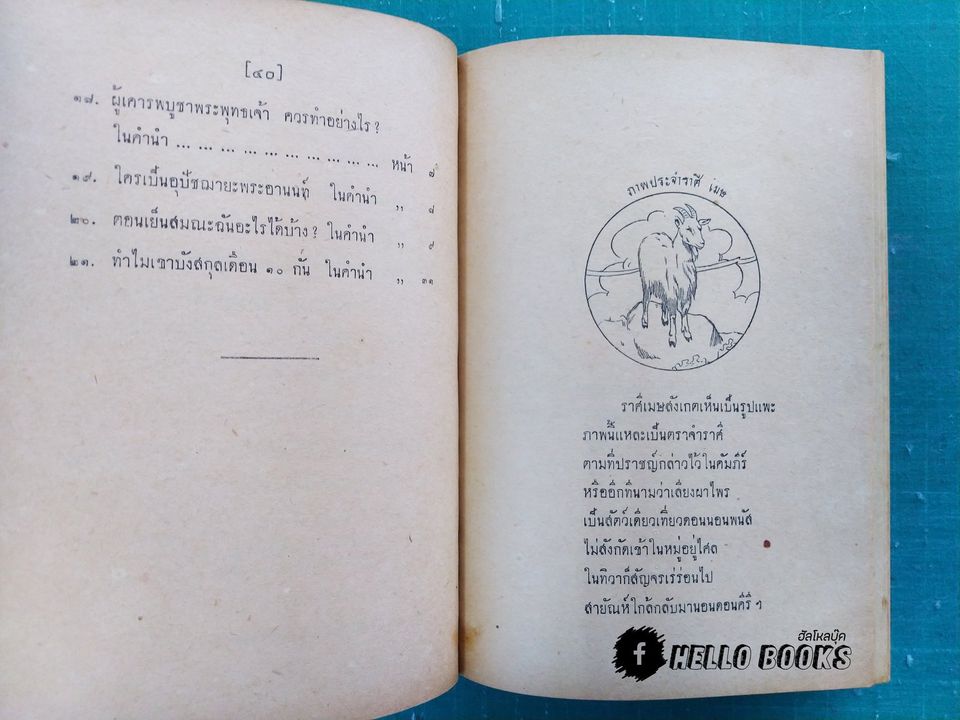 [๔๐]
๑๘. ผู้เคารพบูชาพระพุทธเจ้า ควรทำอย่างไร?
ในคำนำ ... ... ... ... ... ... ... ... ... ... หน้า
๑๙. ใครเป็นอุปัชฌายะพระอานนท์ ในคำนำ ,, ๘
๒๐. ตอนเย็นสมณะฉันอะไรได้บ้าง? ในคำนำ ,, ๙
๒๑. ทำไมเขาบังสกุลเดือน ๑๐ กัน ในคำนำ ,, ๓๑
ภาพประจำราศี เมษ
ราศีเมษสังเกตเห็นเป็นรูปแพะ
ภาพนี้แหละเป็นตราจำราศี
ตามที่ปราชญ์กล่าวไว้ในคัมภีร์
หรืออีกที่นามว่าเลียงผาไพร
เป็นสัตว์เดียวเที่ยวดอนนอนพนัส
ไม่สังกัดเข้าในหมู่อยู่ไศล
ในทิวาก็สัญจรเร่ร่อนไป
สายัณห์ใกล้กลับมานอนดอนคีรี ฯ
ฮัลโหลบุ๊ค
f HELLO BOOKS